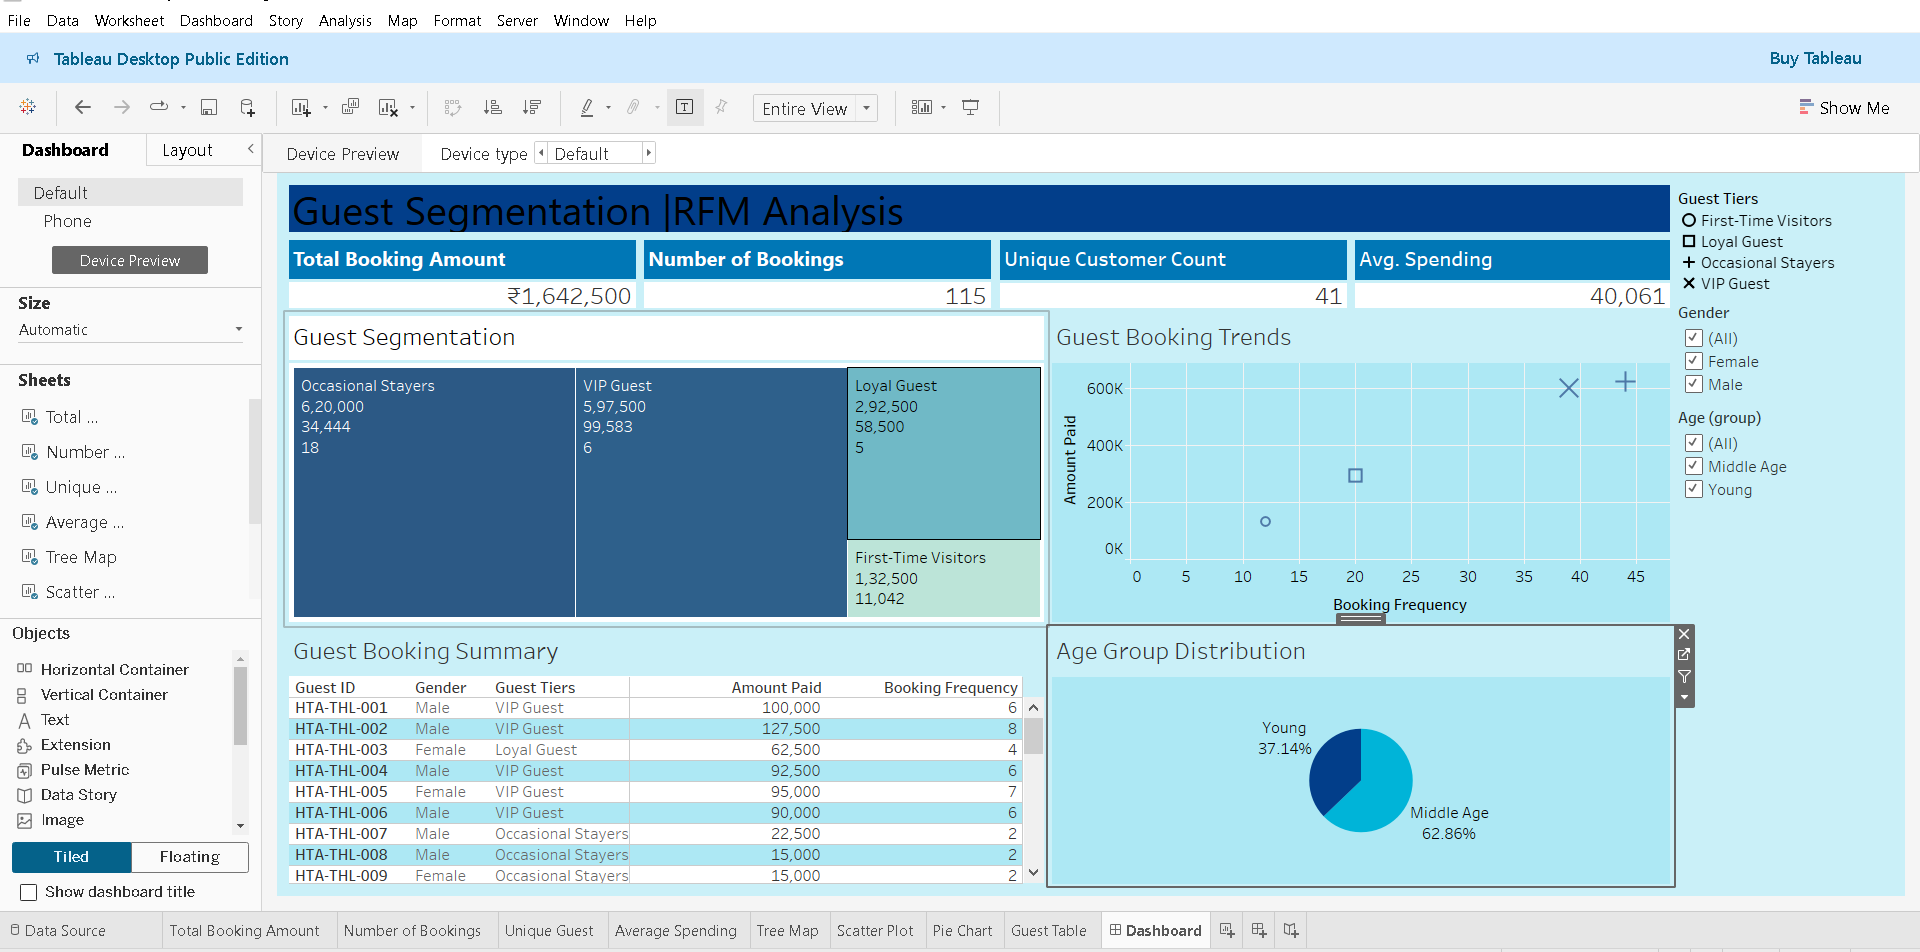 File Data Worksheet Dashboard Story Analysis Map Format Server Window Help
Tableau Desktop Public Edition
Buy Tableau
Entire View
Show Me
Dashboard
Layout
Device Preview
Device type
Default
Default
Phone
Device Preview
Size
Automatic
Sheets
Total ...
Number ...
Unique ...
Average ...
Tree Map
Scatter ...
Objects
Horizontal Container
Vertical Container
Text
Extension
Pulse Metric
Data Story
Image
Tiled
Floating
Show dashboard title
Guest Segmentation |RFM Analysis
Total Booking Amount
₹1,642,500
Number of Bookings
115
Unique Customer Count
41
Avg. Spending
40,061
Guest Segmentation
Occasional Stayers
6,20,000
34,444
18
VIP Guest
5,97,500
99,583
6
Loyal Guest
2,92,500
58,500
5
First-Time Visitors
1,32,500
11,042
Guest Booking Trends
Amount Paid
600K
400K
200K
0K
0 5 10 15 20 25 30 35 40 45
Booking Frequency
Guest Tiers
First-Time Visitors
Loyal Guest
Occasional Stayers
VIP Guest
Gender
(All)
Female
Male
Age (group)
(All)
Middle Age
Young
Guest Booking Summary
Guest ID Gender Guest Tiers Amount Paid Booking Frequency
HTA-THL-001 Male VIP Guest 100,000 6
HTA-THL-002 Male VIP Guest 127,500 8
HTA-THL-003 Female Loyal Guest 62,500 4
HTA-THL-004 Male VIP Guest 92,500 6
HTA-THL-005 Female VIP Guest 95,000 7
HTA-THL-006 Male VIP Guest 90,000 6
HTA-THL-007 Male Occasional Stayers 22,500 2
HTA-THL-008 Male Occasional Stayers 15,000 2
HTA-THL-009 Female Occasional Stayers 15,000 2
Age Group Distribution
Young
37.14%
Middle Age
62.86%
Data Source
Total Booking Amount
Number of Bookings
Unique Guest
Average Spending
Tree Map
Scatter Plot
Pie Chart
Guest Table
Dashboard